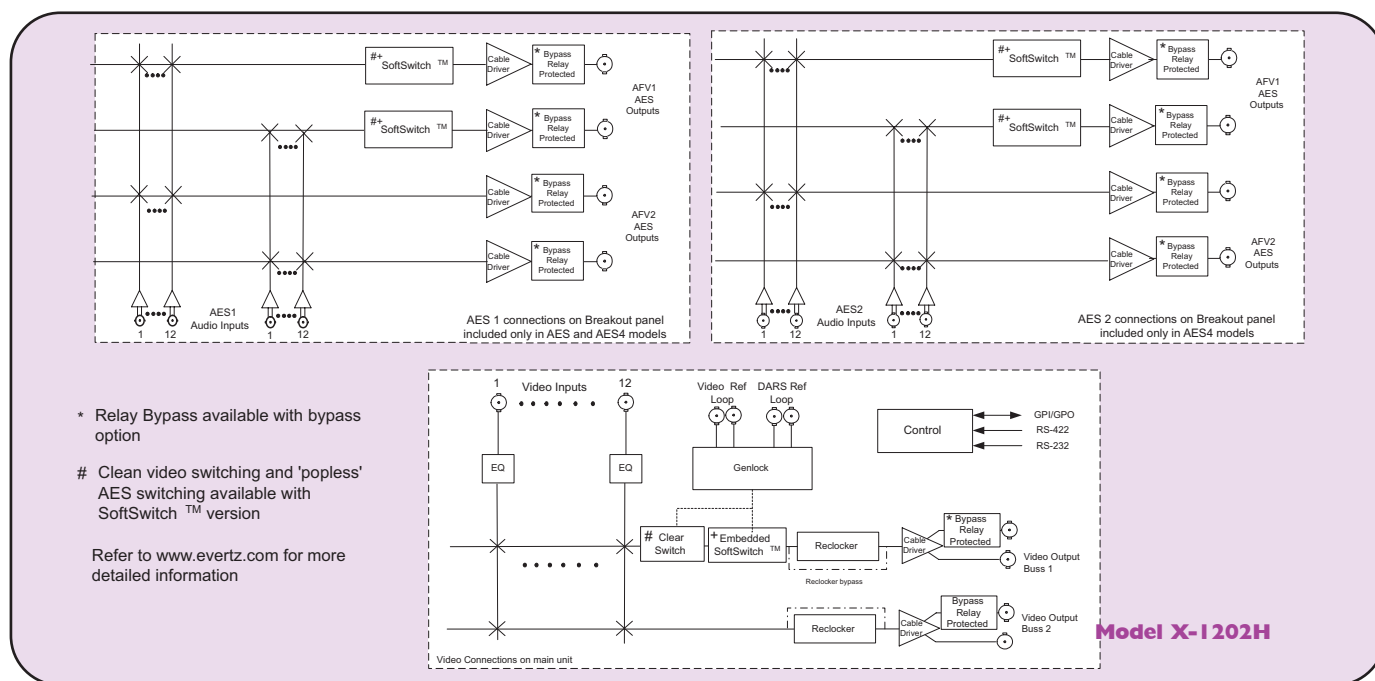 #+
SoftSwitch TM
Cable
Driver
* Bypass
Relay
Protected
#+
SoftSwitch TM
Cable
Driver
* Bypass
Relay
Protected
AFV1
AES
Outputs
Cable
Driver
* Bypass
Relay
Protected
Cable
Driver
* Bypass
Relay
Protected
AFV2
AES
Outputs
AES1
Audio Inputs
1 12 1 12
AES 1 connections on Breakout panel
included only in AES and AES4 models
#+
SoftSwitch TM
Cable
Driver
* Bypass
Relay
Protected
#+
SoftSwitch TM
Cable
Driver
* Bypass
Relay
Protected
AFV1
AES
Outputs
Cable
Driver
* Bypass
Relay
Protected
Cable
Driver
* Bypass
Relay
Protected
AFV2
AES
Outputs
AES2
Audio Inputs
1 12 1 12
AES 2 connections on Breakout panel
included only in AES4 models
* Relay Bypass available with bypass
option
# Clean video switching and 'popless'
AES switching available with
SoftSwitch TM version
Refer to www.evertz.com for more
detailed information
1 Video Inputs 12
EQ
EQ
Video Ref
Loop
DARS Ref
Loop
Genlock
Control
GPI/GPO
RS-422
RS-232
# Clear
Switch
+Embedded
SoftSwitch TM
Reclocker
Reclocker bypass
Cable
Driver
* Bypass
Relay
Protected
Video Output
Buss 1
Reclocker
Cable
Driver
Bypass
Relay
Protected
Video Output
Buss 2
Video Connections on main unit
Model X-1202H